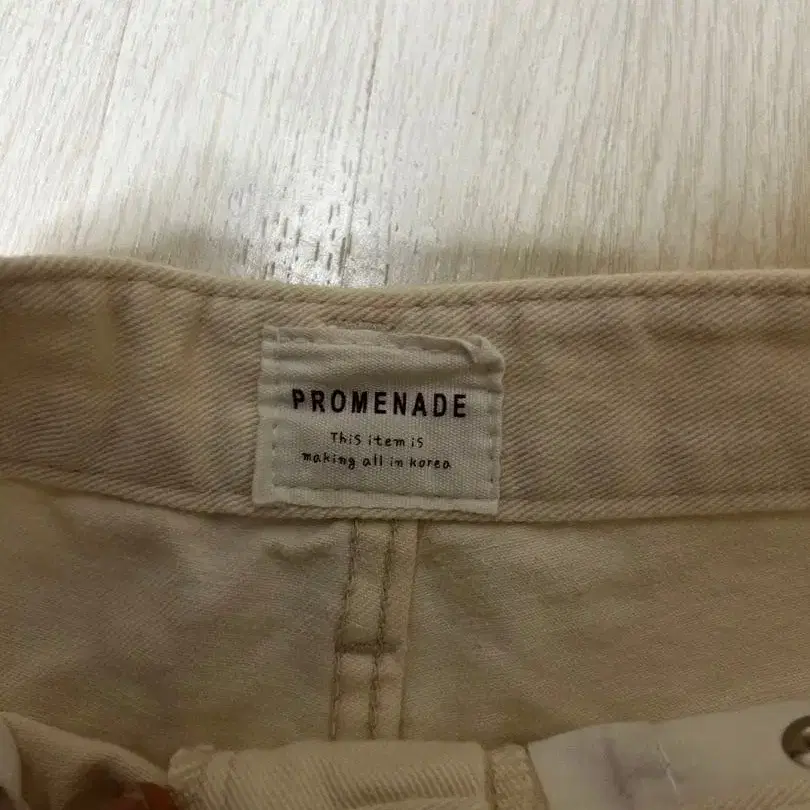 PROMENADE
This item is
making all in korea